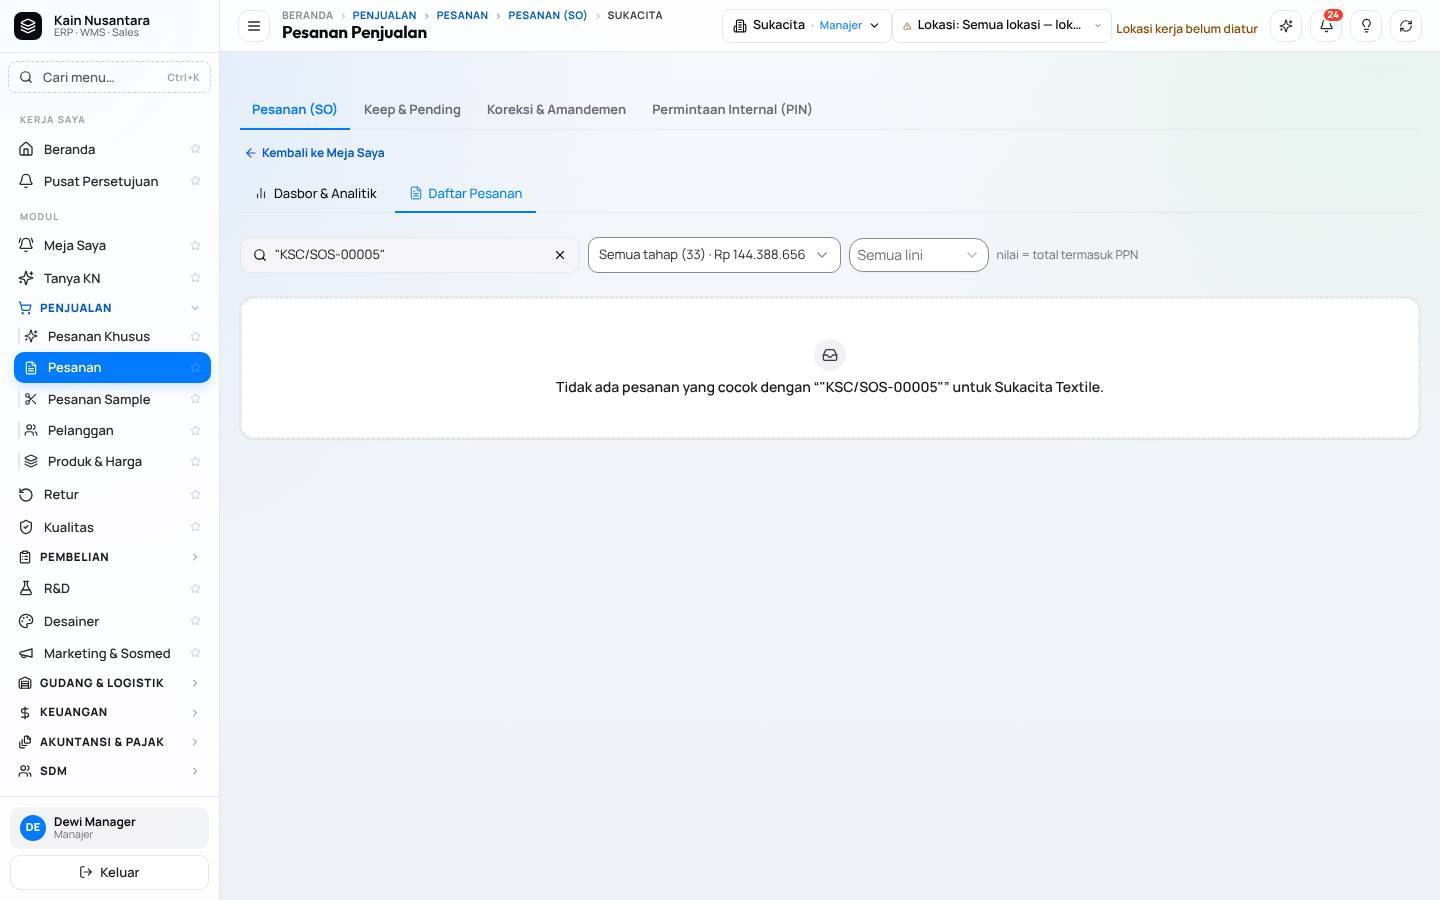 Kain Nusantara
ERP · WMS · Sales
Cari menu...
Ctrl+K
KERJA SAYA
Beranda
Pusat Persetujuan
MODUL
Meja Saya
Tanya KN
PENJUALAN
Pesanan Khusus
Pesanan
Pesanan Sample
Pelanggan
Produk & Harga
Retur
Kualitas
PEMBELIAN
R&D
Desainer
Marketing & Sosmed
GUDANG & LOGISTIK
KEUANGAN
AKUNTANSI & PAJAK
SDM
DE
Dewi Manager
Manajer
Keluar
BERANDA › PENJUALAN › PESANAN › PESANAN (SO) › SUKACITA
Pesanan Penjualan
Sukacita · Manajer
Lokasi: Semua lokasi — lok...
Lokasi kerja belum diatur
24
Pesanan (SO)
Keep & Pending
Koreksi & Amandemen
Permintaan Internal (PIN)
← Kembali ke Meja Saya
Dasbor & Analitik
Daftar Pesanan
"KSC/SOS-00005"
Semua tahap (33) · Rp 144.388.656
Semua lini
nilai = total termasuk PPN
Tidak ada pesanan yang cocok dengan “"KSC/SOS-00005"” untuk Sukacita Textile.